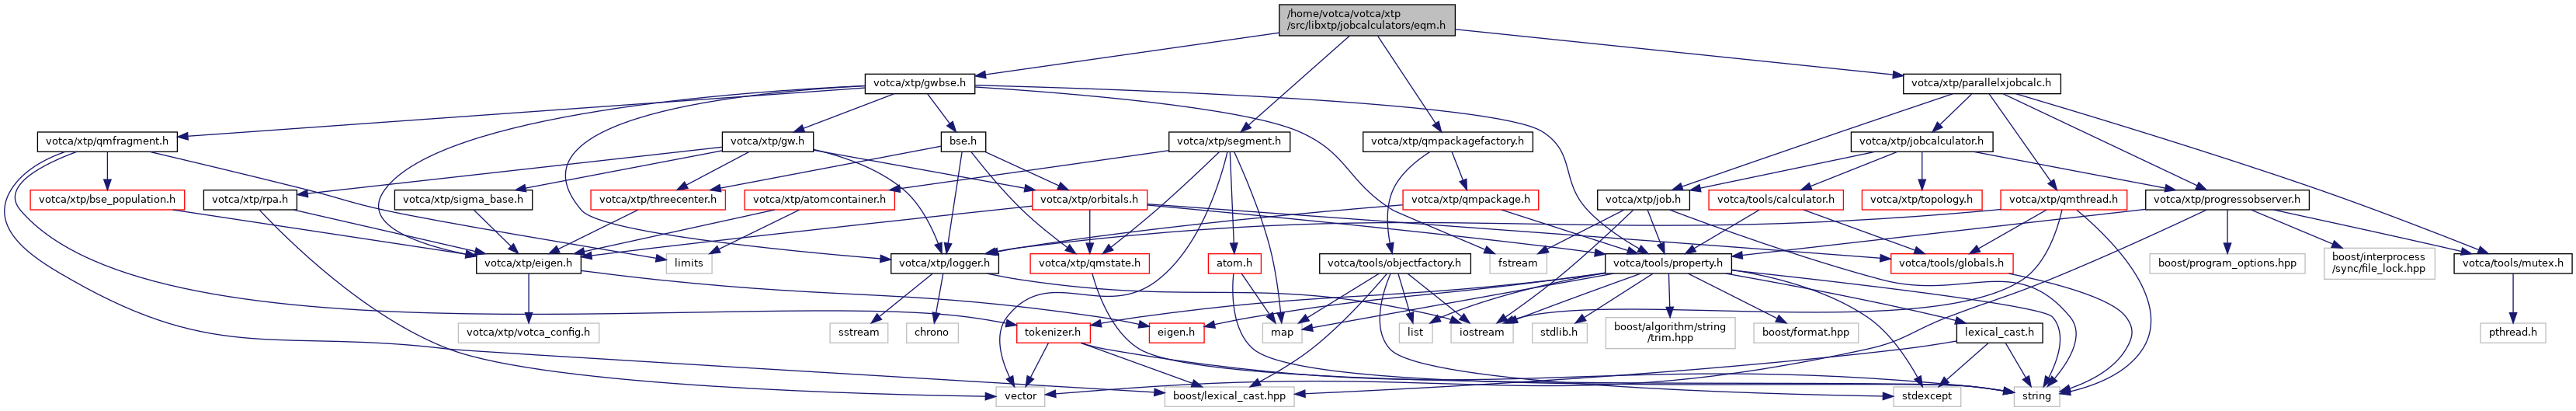 /home/votca/votca/xtp
/src/libxtp/jobcalculators/eqm.h
votca/xtp/gwbse.h
votca/xtp/parallelxjobcalc.h
votca/xtp/qmfragment.h
votca/xtp/gw.h
bse.h
votca/xtp/segment.h
votca/xtp/qmpackagefactory.h
votca/xtp/jobcalculator.h
votca/xtp/bse_population.h
votca/xtp/rpa.h
votca/xtp/sigma_base.h
votca/xtp/threecenter.h
votca/xtp/atomcontainer.h
votca/xtp/orbitals.h
votca/xtp/qmpackage.h
votca/xtp/job.h
votca/tools/calculator.h
votca/xtp/topology.h
votca/xtp/qmthread.h
votca/xtp/progressobserver.h
votca/xtp/eigen.h
limits
votca/xtp/logger.h
votca/xtp/qmstate.h
atom.h
votca/tools/objectfactory.h
fstream
votca/tools/property.h
votca/tools/globals.h
boost/program_options.hpp
boost/interprocess
/sync/file_lock.hpp
votca/tools/mutex.h
votca/xtp/votca_config.h
sstream
chrono
tokenizer.h
eigen.h
map
list
iostream
stdlib.h
boost/algorithm/string
/trim.hpp
boost/format.hpp
lexical_cast.h
pthread.h
vector
boost/lexical_cast.hpp
stdexcept
string